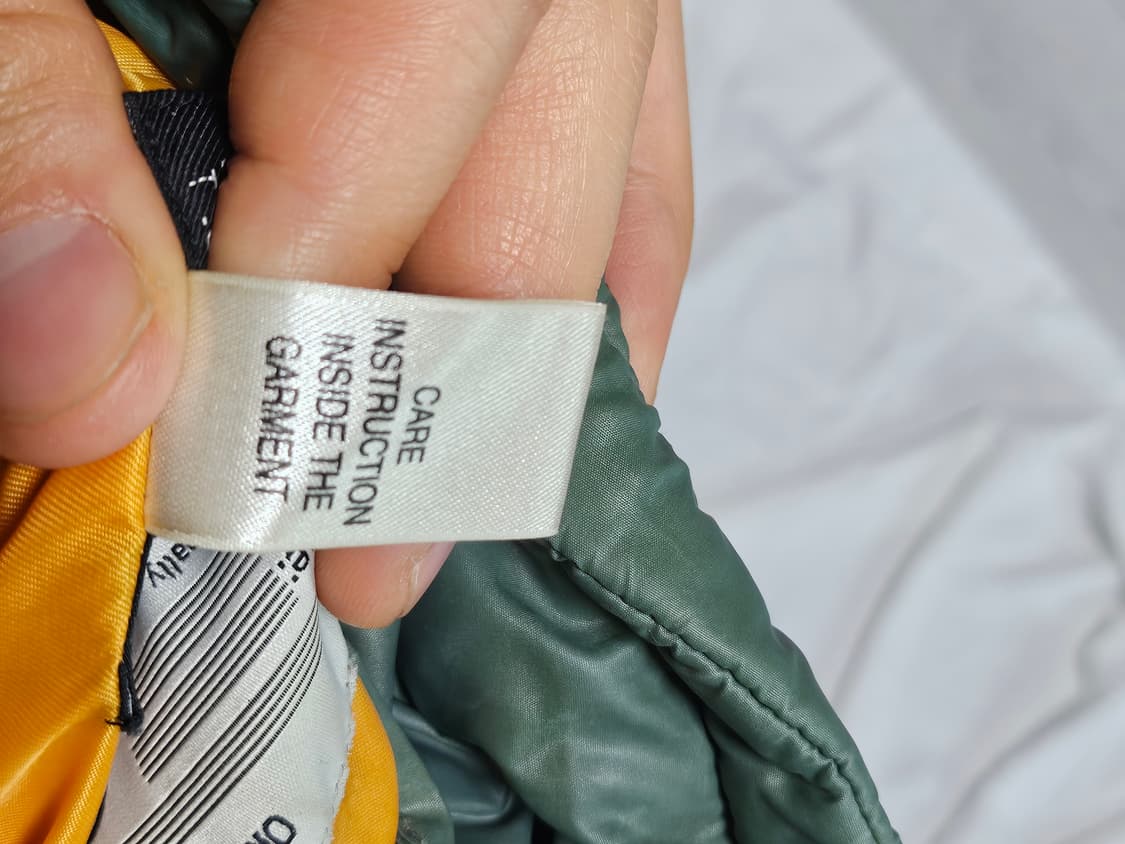 CARE
INSTRUCTION
INSIDE THE
GARMENT